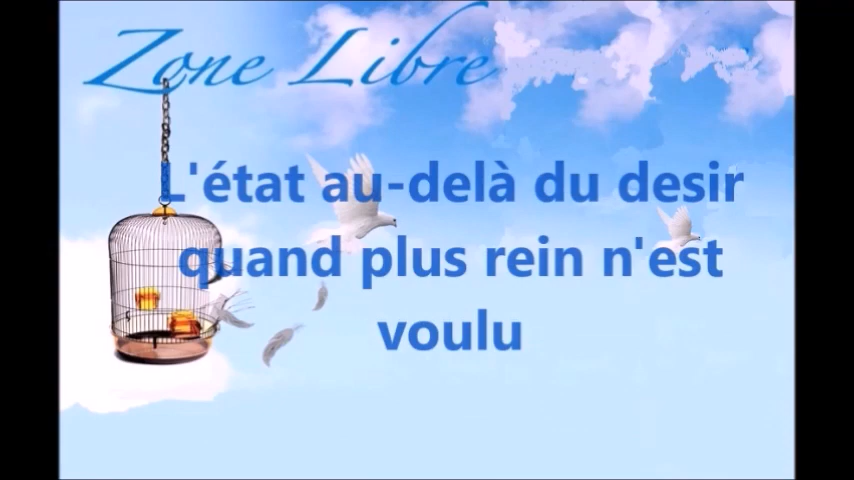 Zone Libre
L'état au-delà du desir
quand plus rein n'est
voulu